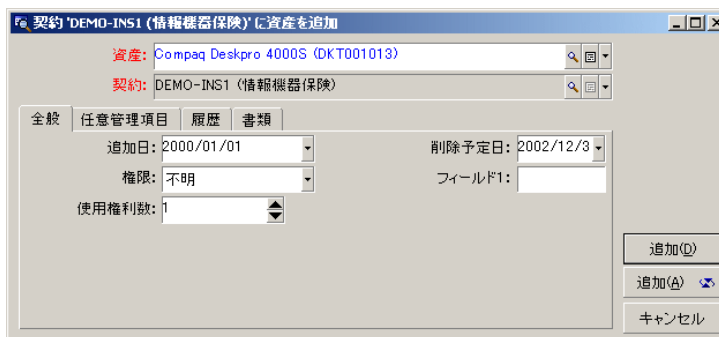 契約 'DEMO-INS1 (情報機器保険)' に資産を追加
資産: Compaq Deskpro 4000S (DKT001013)
契約: DEMO-INS1 (情報機器保険)
全般 任意管理項目 履歴 書類
追加日: 2000/01/01 削除予定日: 2002/12/3
権限: 不明 フィールド1:
使用権利数: 1
追加(D)
追加(A)
キャンセル